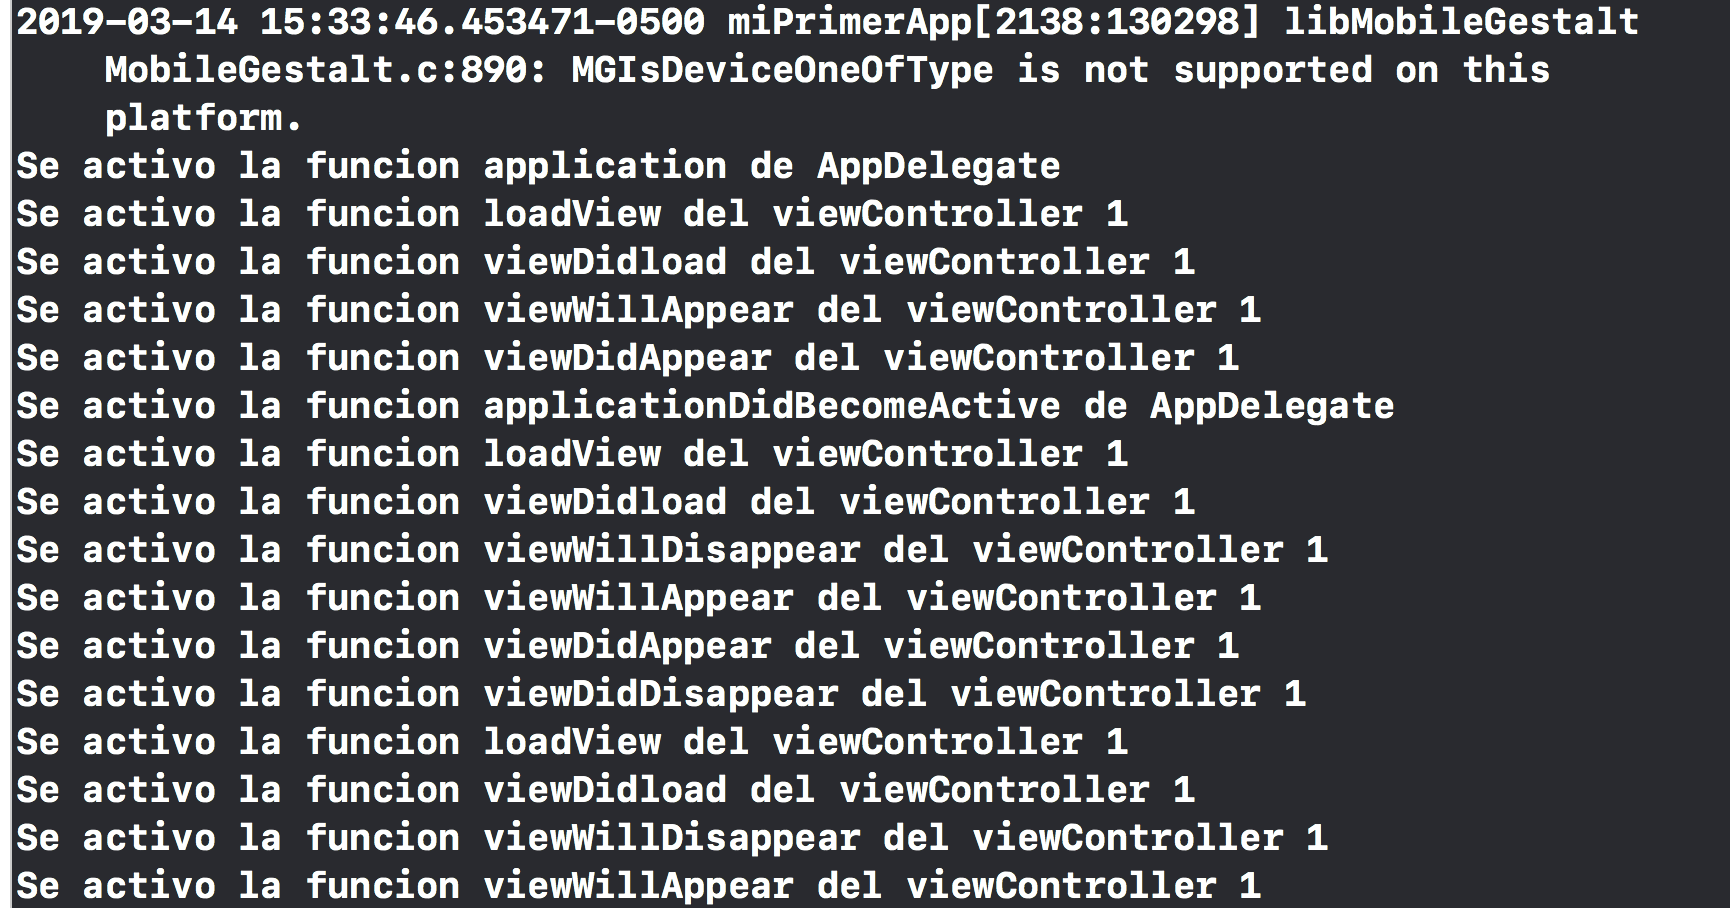 2019-03-14 15:33:46.453471-0500 miPrimerApp[2138:130298] libMobileGestalt
MobileGestalt.c:890: MGIsDeviceOneOfType is not supported on this
platform.
Se activo la funcion application de AppDelegate
Se activo la funcion loadView del viewController 1
Se activo la funcion viewDidload del viewController 1
Se activo la funcion viewWillAppear del viewController 1
Se activo la funcion viewDidAppear del viewController 1
Se activo la funcion applicationDidBecomeActive de AppDelegate
Se activo la funcion loadView del viewController 1
Se activo la funcion viewDidload del viewController 1
Se activo la funcion viewWillDisappear del viewController 1
Se activo la funcion viewWillAppear del viewController 1
Se activo la funcion viewDidAppear del viewController 1
Se activo la funcion viewDidDisappear del viewController 1
Se activo la funcion loadView del viewController 1
Se activo la funcion viewDidload del viewController 1
Se activo la funcion viewWillDisappear del viewController 1
Se activo la funcion viewWillAppear del viewController 1